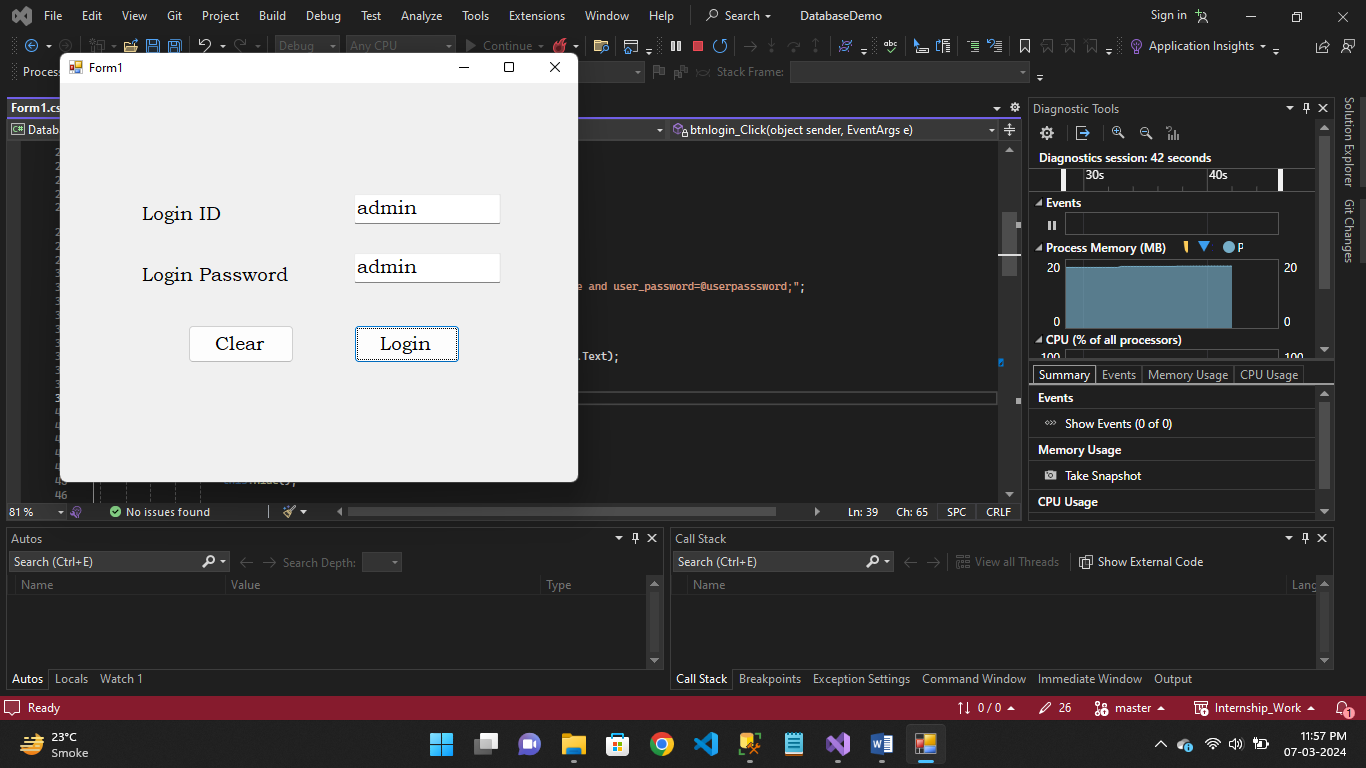 File Edit View Git Project Build Debug Test Analyze Tools Extensions Window Help Search DatabaseDemo Sign in
Debug Any CPU Continue Application Insights
Form1
Stack Frame:
Form1.cs
btnlogin_Click(object sender, EventArgs e)
Diagnostic Tools
Diagnostics session: 42 seconds
30s 40s
Events
Process Memory (MB) P
20 20
0 0
CPU (% of all processors)
100 100
Summary Events Memory Usage CPU Usage
Events
Show Events (0 of 0)
Memory Usage
Take Snapshot
CPU Usage
Solution Explorer
Git Changes
Login ID admin
Login Password admin
Clear Login
and user_password=@userpasssword;";
.Text);
46
81 % No issues found Ln: 39 Ch: 65 SPC CRLF
Autos
Search (Ctrl+E) Search Depth:
Name Value Type
Autos Locals Watch 1
Call Stack
Search (Ctrl+E) View all Threads Show External Code
Name Lang
Call Stack Breakpoints Exception Settings Command Window Immediate Window Output
Ready 0 / 0 26 master Internship_Work 1
23°C
Smoke
11:57 PM
07-03-2024